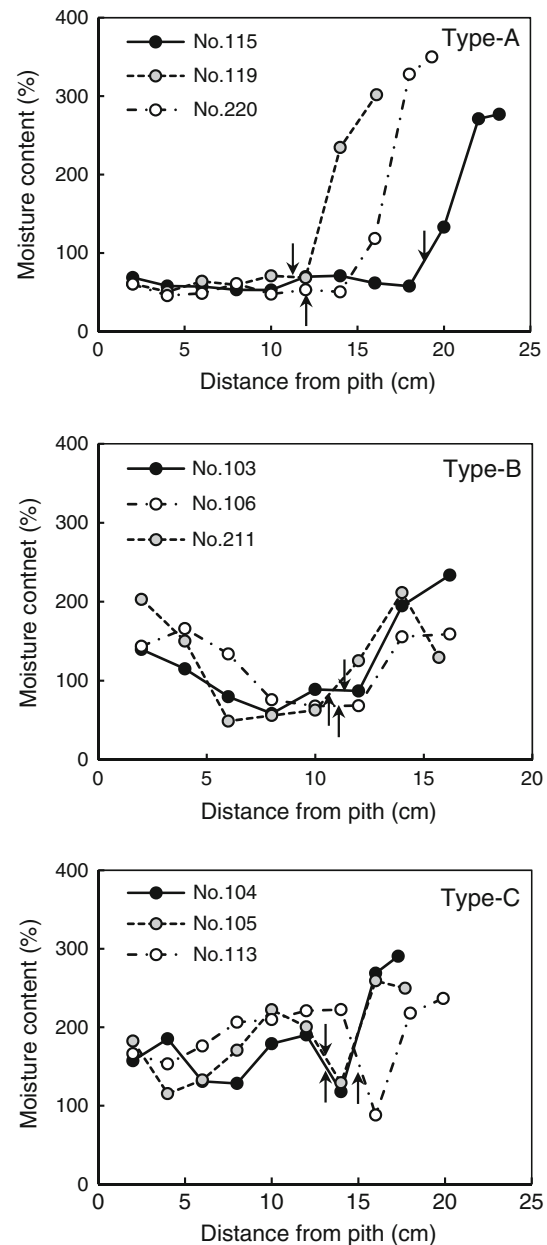 400
300
200
100
0
Moisture content (%)
No.115
No.119
No.220
Type-A
0 5 10 15 20 25
Distance from pith (cm)
400
300
200
100
0
Moisture contnet (%)
No.103
No.106
No.211
Type-B
0 5 10 15 20
Distance from pith (cm)
400
300
200
100
0
Moisture content (%)
No.104
No.105
No.113
Type-C
0 5 10 15 20 25
Distance from pith (cm)